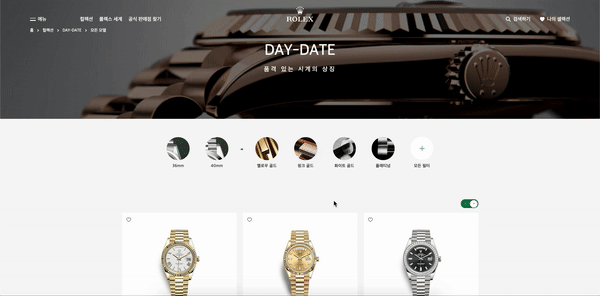 메뉴
컬렉션
롤렉스 세계
공식 판매점 찾기
ROLEX
검색하기
나의 셀렉션
홈 > 컬렉션 > DAY-DATE > 모든 모델
DAY-DATE
품격 있는 시계의 상징
36mm
40mm
옐로우 골드
핑크 골드
화이트 골드
플래티넘
모든 필터